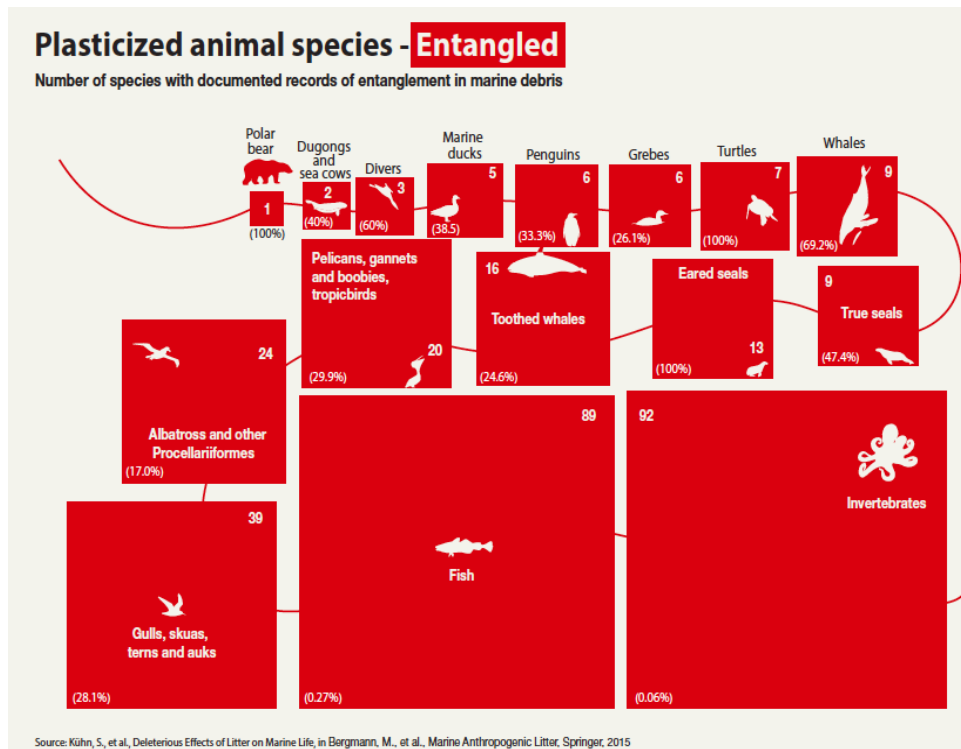 Plasticized animal species - Entangled
Number of species with documented records of entanglement in marine debris
Polar
bear
1
(100%)
Dugongs
and
sea cows
2
(40%)
Divers
3
(60%)
Marine
ducks
5
(38.5)
Penguins
6
(33.3%)
Grebes
6
(26.1%)
Turtles
7
(100%)
Whales
9
(69.2%)
9
True seals
(47.4%)
Eared seals
13
(100%)
16
Toothed whales
(24.6%)
Pelicans, gannets
and boobies,
tropicbirds
20
(29.9%)
24
Albatross and other
Procellariiformes
(17.0%)
39
Gulls, skuas,
terns and auks
(28.1%)
89
Fish
(0.27%)
92
Invertebrates
(0.06%)
Source: Kühn, S., et al., Deleterious Effects of Litter on Marine Life, in Bergmann, M., et al., Marine Anthropogenic Litter, Springer, 2015